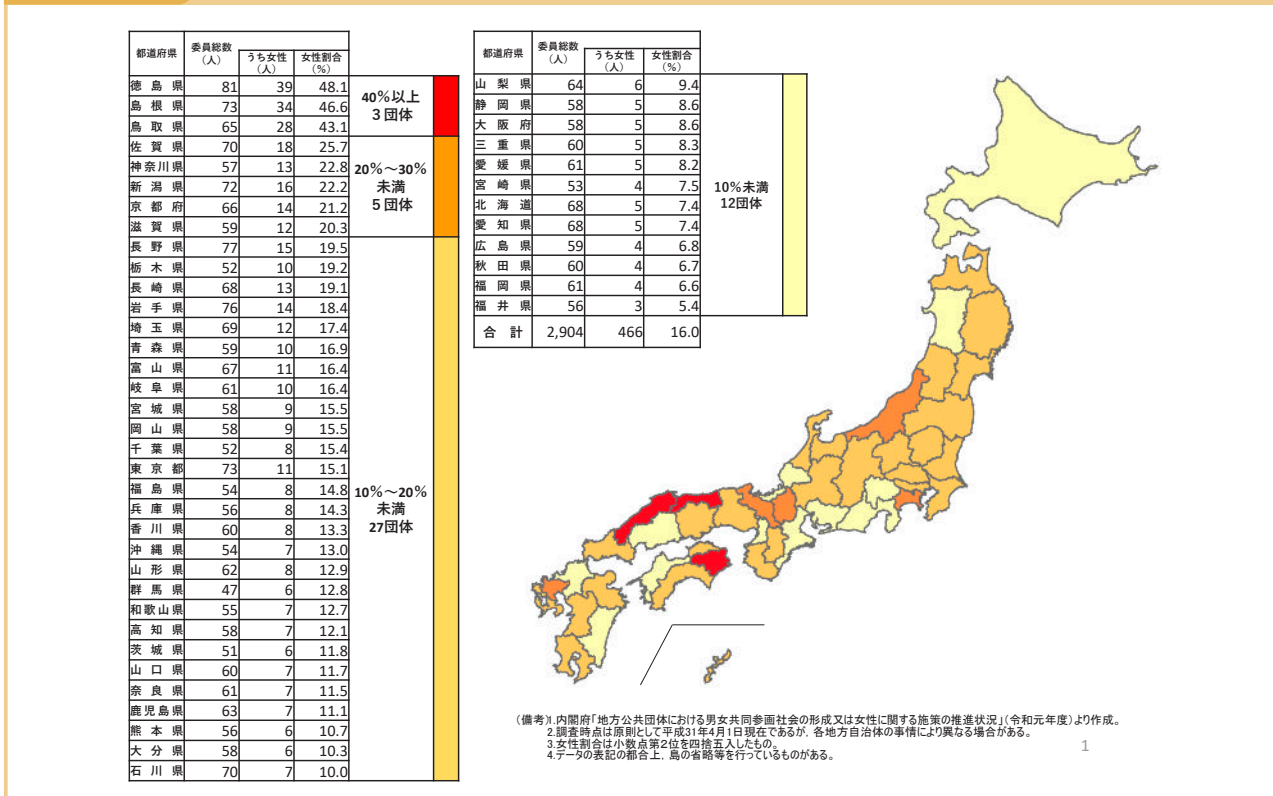 都道府県 委員総数(人) うち女性(人) 女性割合(%)
徳島県 81 39 48.1
島根県 73 34 46.6
鳥取県 65 28 43.1
40%以上
3団体
佐賀県 70 18 25.7
神奈川県 57 13 22.8
新潟県 72 16 22.2
京都府 66 14 21.2
滋賀県 59 12 20.3
20%~30%
未満
5団体
長野県 77 15 19.5
栃木県 52 10 19.2
長崎県 68 13 19.1
岩手県 76 14 18.4
埼玉県 69 12 17.4
青森県 59 10 16.9
富山県 67 11 16.4
岐阜県 61 10 16.4
宮城県 58 9 15.5
岡山県 58 9 15.5
千葉県 52 8 15.4
東京都 73 11 15.1
福島県 54 8 14.8
兵庫県 56 8 14.3
香川県 60 8 13.3
沖縄県 54 7 13.0
山形県 62 8 12.9
群馬県 47 6 12.8
和歌山県 55 7 12.7
高知県 58 7 12.1
茨城県 51 6 11.8
山口県 60 7 11.7
奈良県 61 7 11.5
鹿児島県 63 7 11.1
熊本県 56 6 10.7
大分県 58 6 10.3
石川県 70 7 10.0
10%~20%
未満
27団体
都道府県 委員総数(人) うち女性(人) 女性割合(%)
山梨県 64 6 9.4
静岡県 58 5 8.6
大阪府 58 5 8.6
三重県 60 5 8.3
愛媛県 61 5 8.2
宮崎県 53 4 7.5
北海道 68 5 7.4
愛知県 68 5 7.4
広島県 59 4 6.8
秋田県 60 4 6.7
福岡県 61 4 6.6
福井県 56 3 5.4
10%未満
12団体
合計 2,904 466 16.0
(備考)1.内閣府「地方公共団体における男女共同参画社会の形成又は女性に関する施策の推進状況」(令和元年度)より作成。
2.調査時点は原則として平成31年4月1日現在であるが、各地方自治体の事情により異なる場合がある。
3.女性割合は小数点第2位を四捨五入したもの。
4.データの表記の都合上、島の省略等を行っているものがある。
1